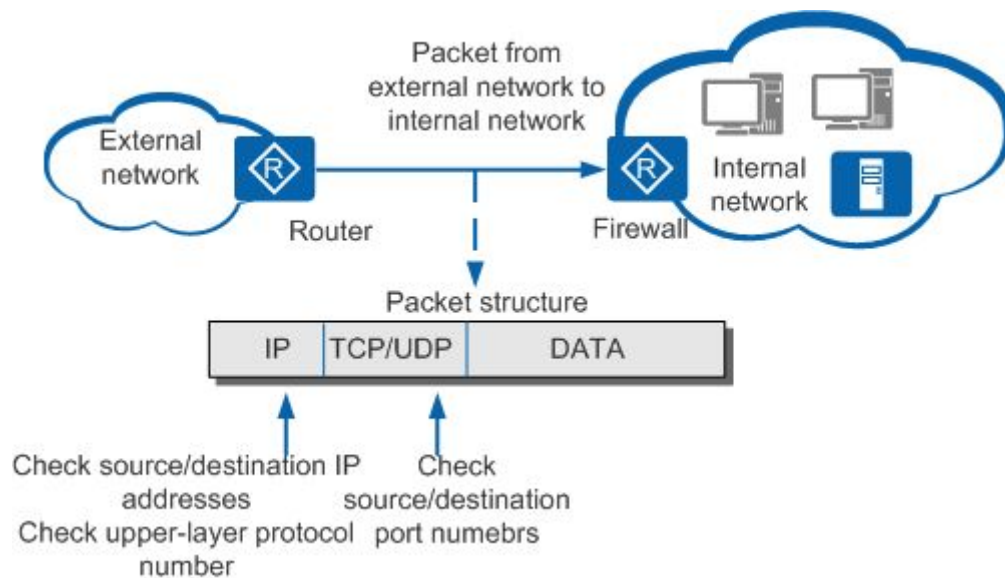 Packet from
external network to
internal network
External
network
R
Router
R
Firewall
Internal
network
Packet structure
IP
TCP/UDP
DATA
Check source/destination IP
addresses
Check upper-layer protocol
number
Check
source/destination
port numebrs